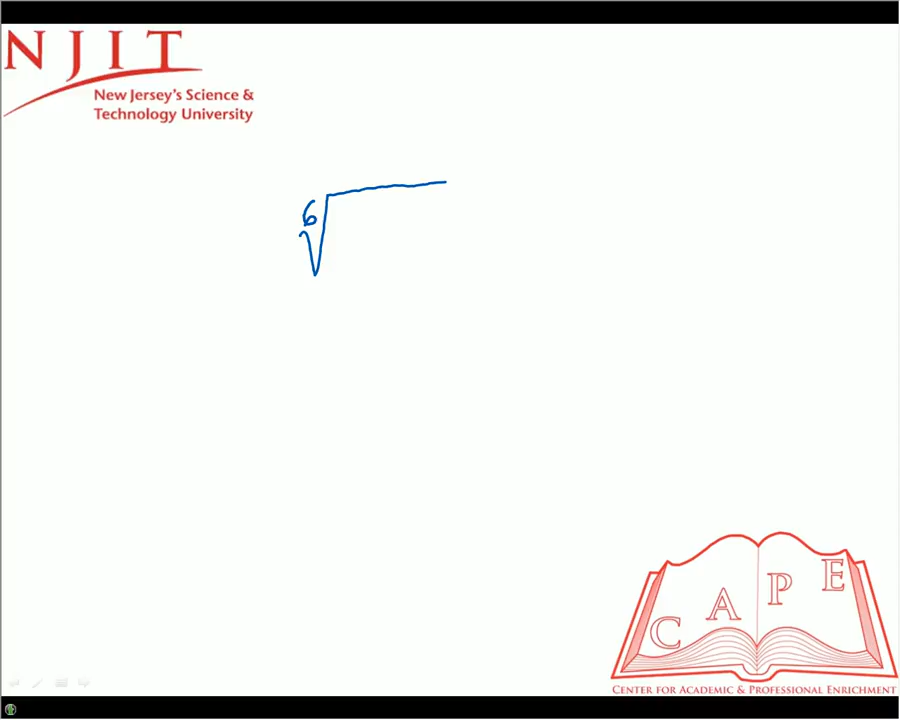 NJIT
New Jersey's Science &
Technology University
6
C A P E
CENTER FOR ACADEMIC & PROFESSIONAL ENRICHMENT